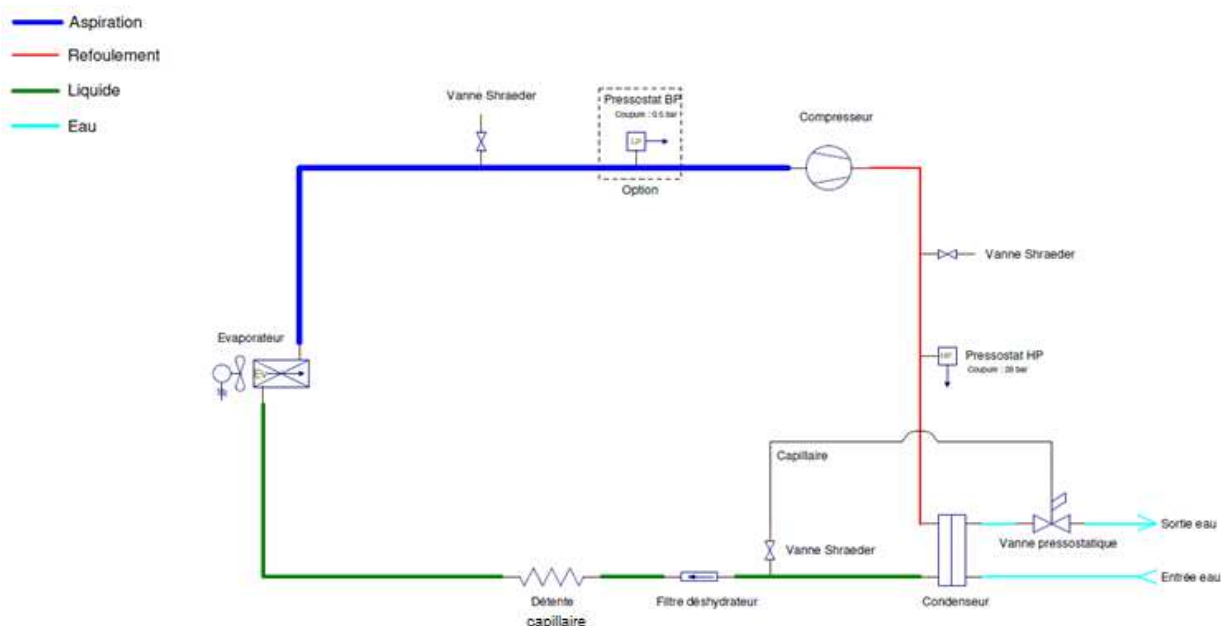 Aspiration
Refoulement
Liquide
Eau
Vanne Shraeder
Pressostat BP
Coupure : 0.5 bar
LP
Option
Compresseur
Vanne Shraeder
HP
Pressostat HP
Coupure : 28 bar
Evaporateur
EV
Capillaire
Vanne Shraeder
Vanne pressostatique
Sortie eau
Entrée eau
Condenseur
Filtre déshydrateur
Détente
capillaire